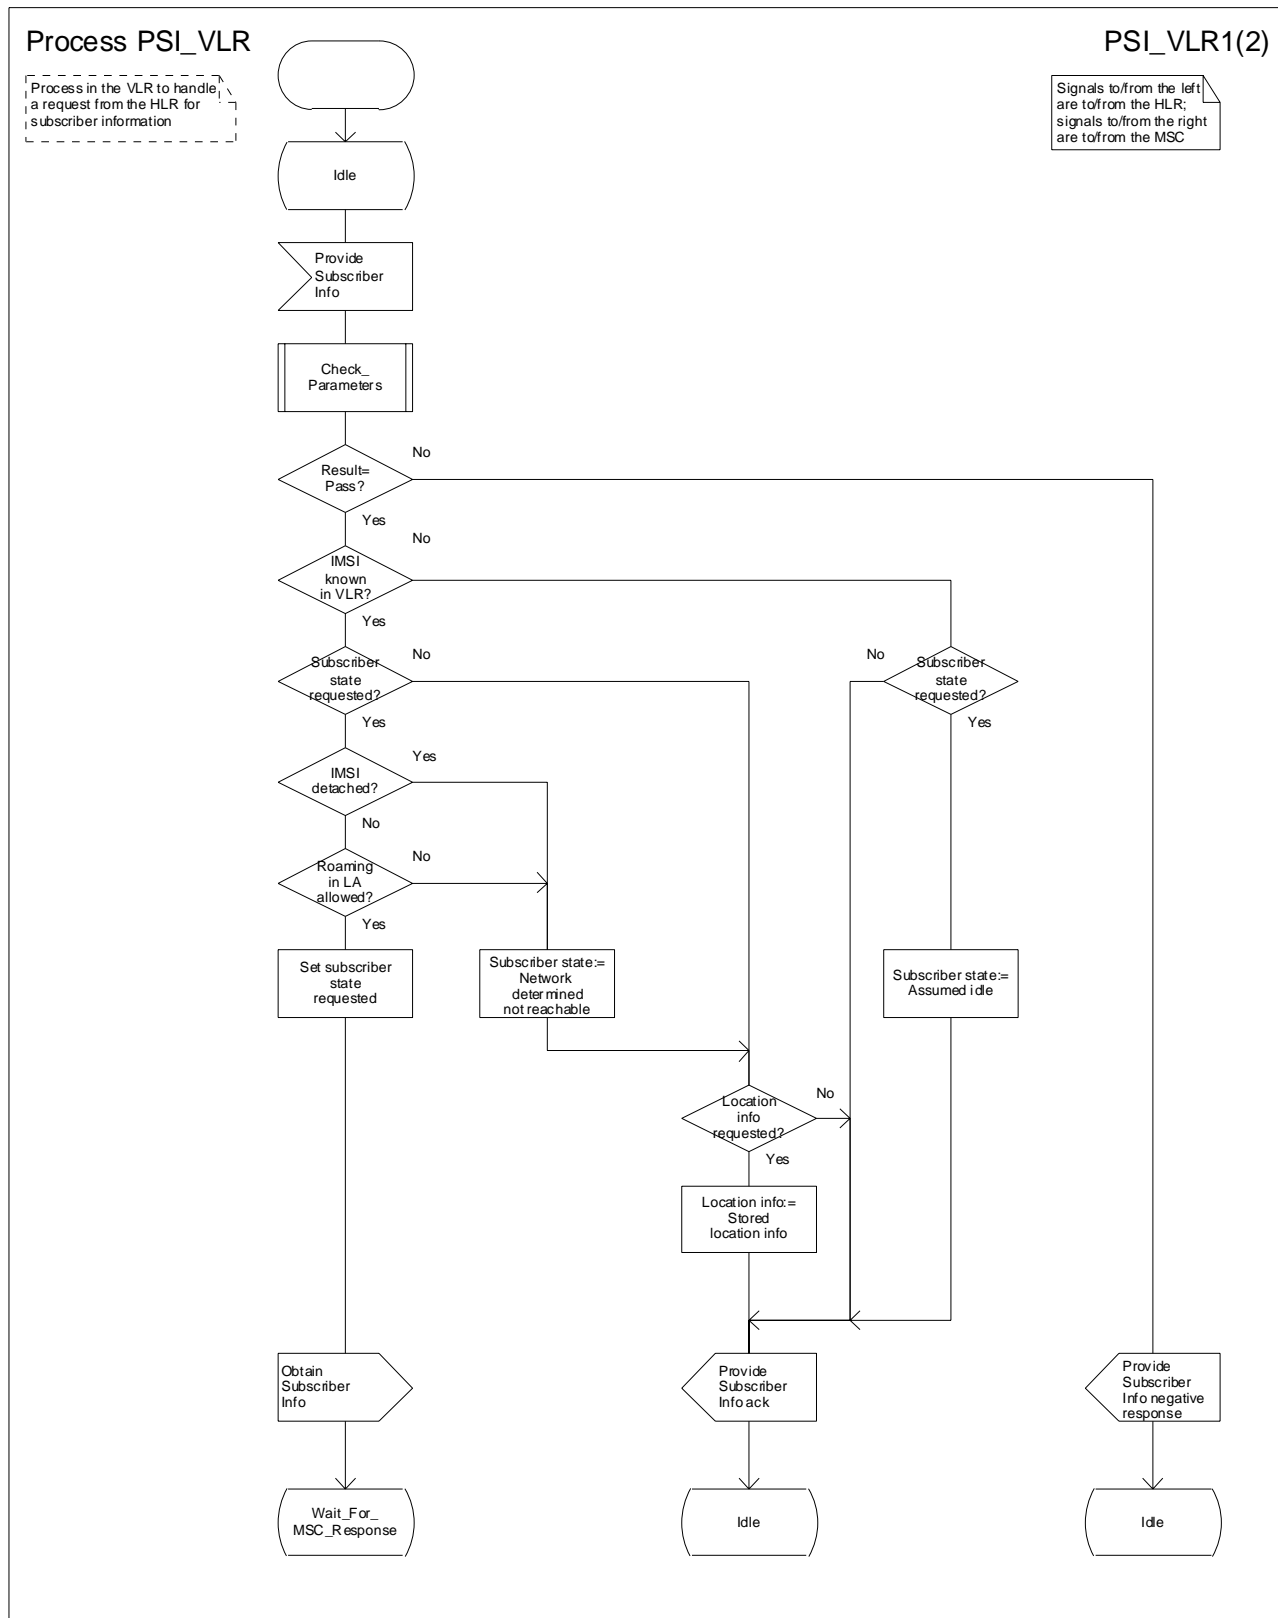 Process PSI_VLR
PSI_VLR1(2)
Process in the VLR to handle
a request from the HLR for
subscriber information
Signals to/from the left
are to/from the HLR;
signals to/from the right
are to/from the MSC
Idle
Provide
Subscriber
Info
Check_
Parameters
No
Result=
Pass?
Yes
No
IMSI
known
in VLR?
Yes
Subscriber
state
requested?
No
No
Subscriber
state
requested?
Yes
Yes
Yes
IMSI
detached?
No
No
Roaming
in LA
allowed?
Yes
Set subscriber
state
requested
Subscriber state:=
Network
determined
not reachable
Subscriber state:=
Assumed idle
No
Location
info
requested?
Yes
Location info:=
Stored
location info
Obtain
Subscriber
Info
Provide
Subscriber
Info ack
Provide
Subscriber
Info negative
response
Wait_For_
MSC_Response
Idle
Idle